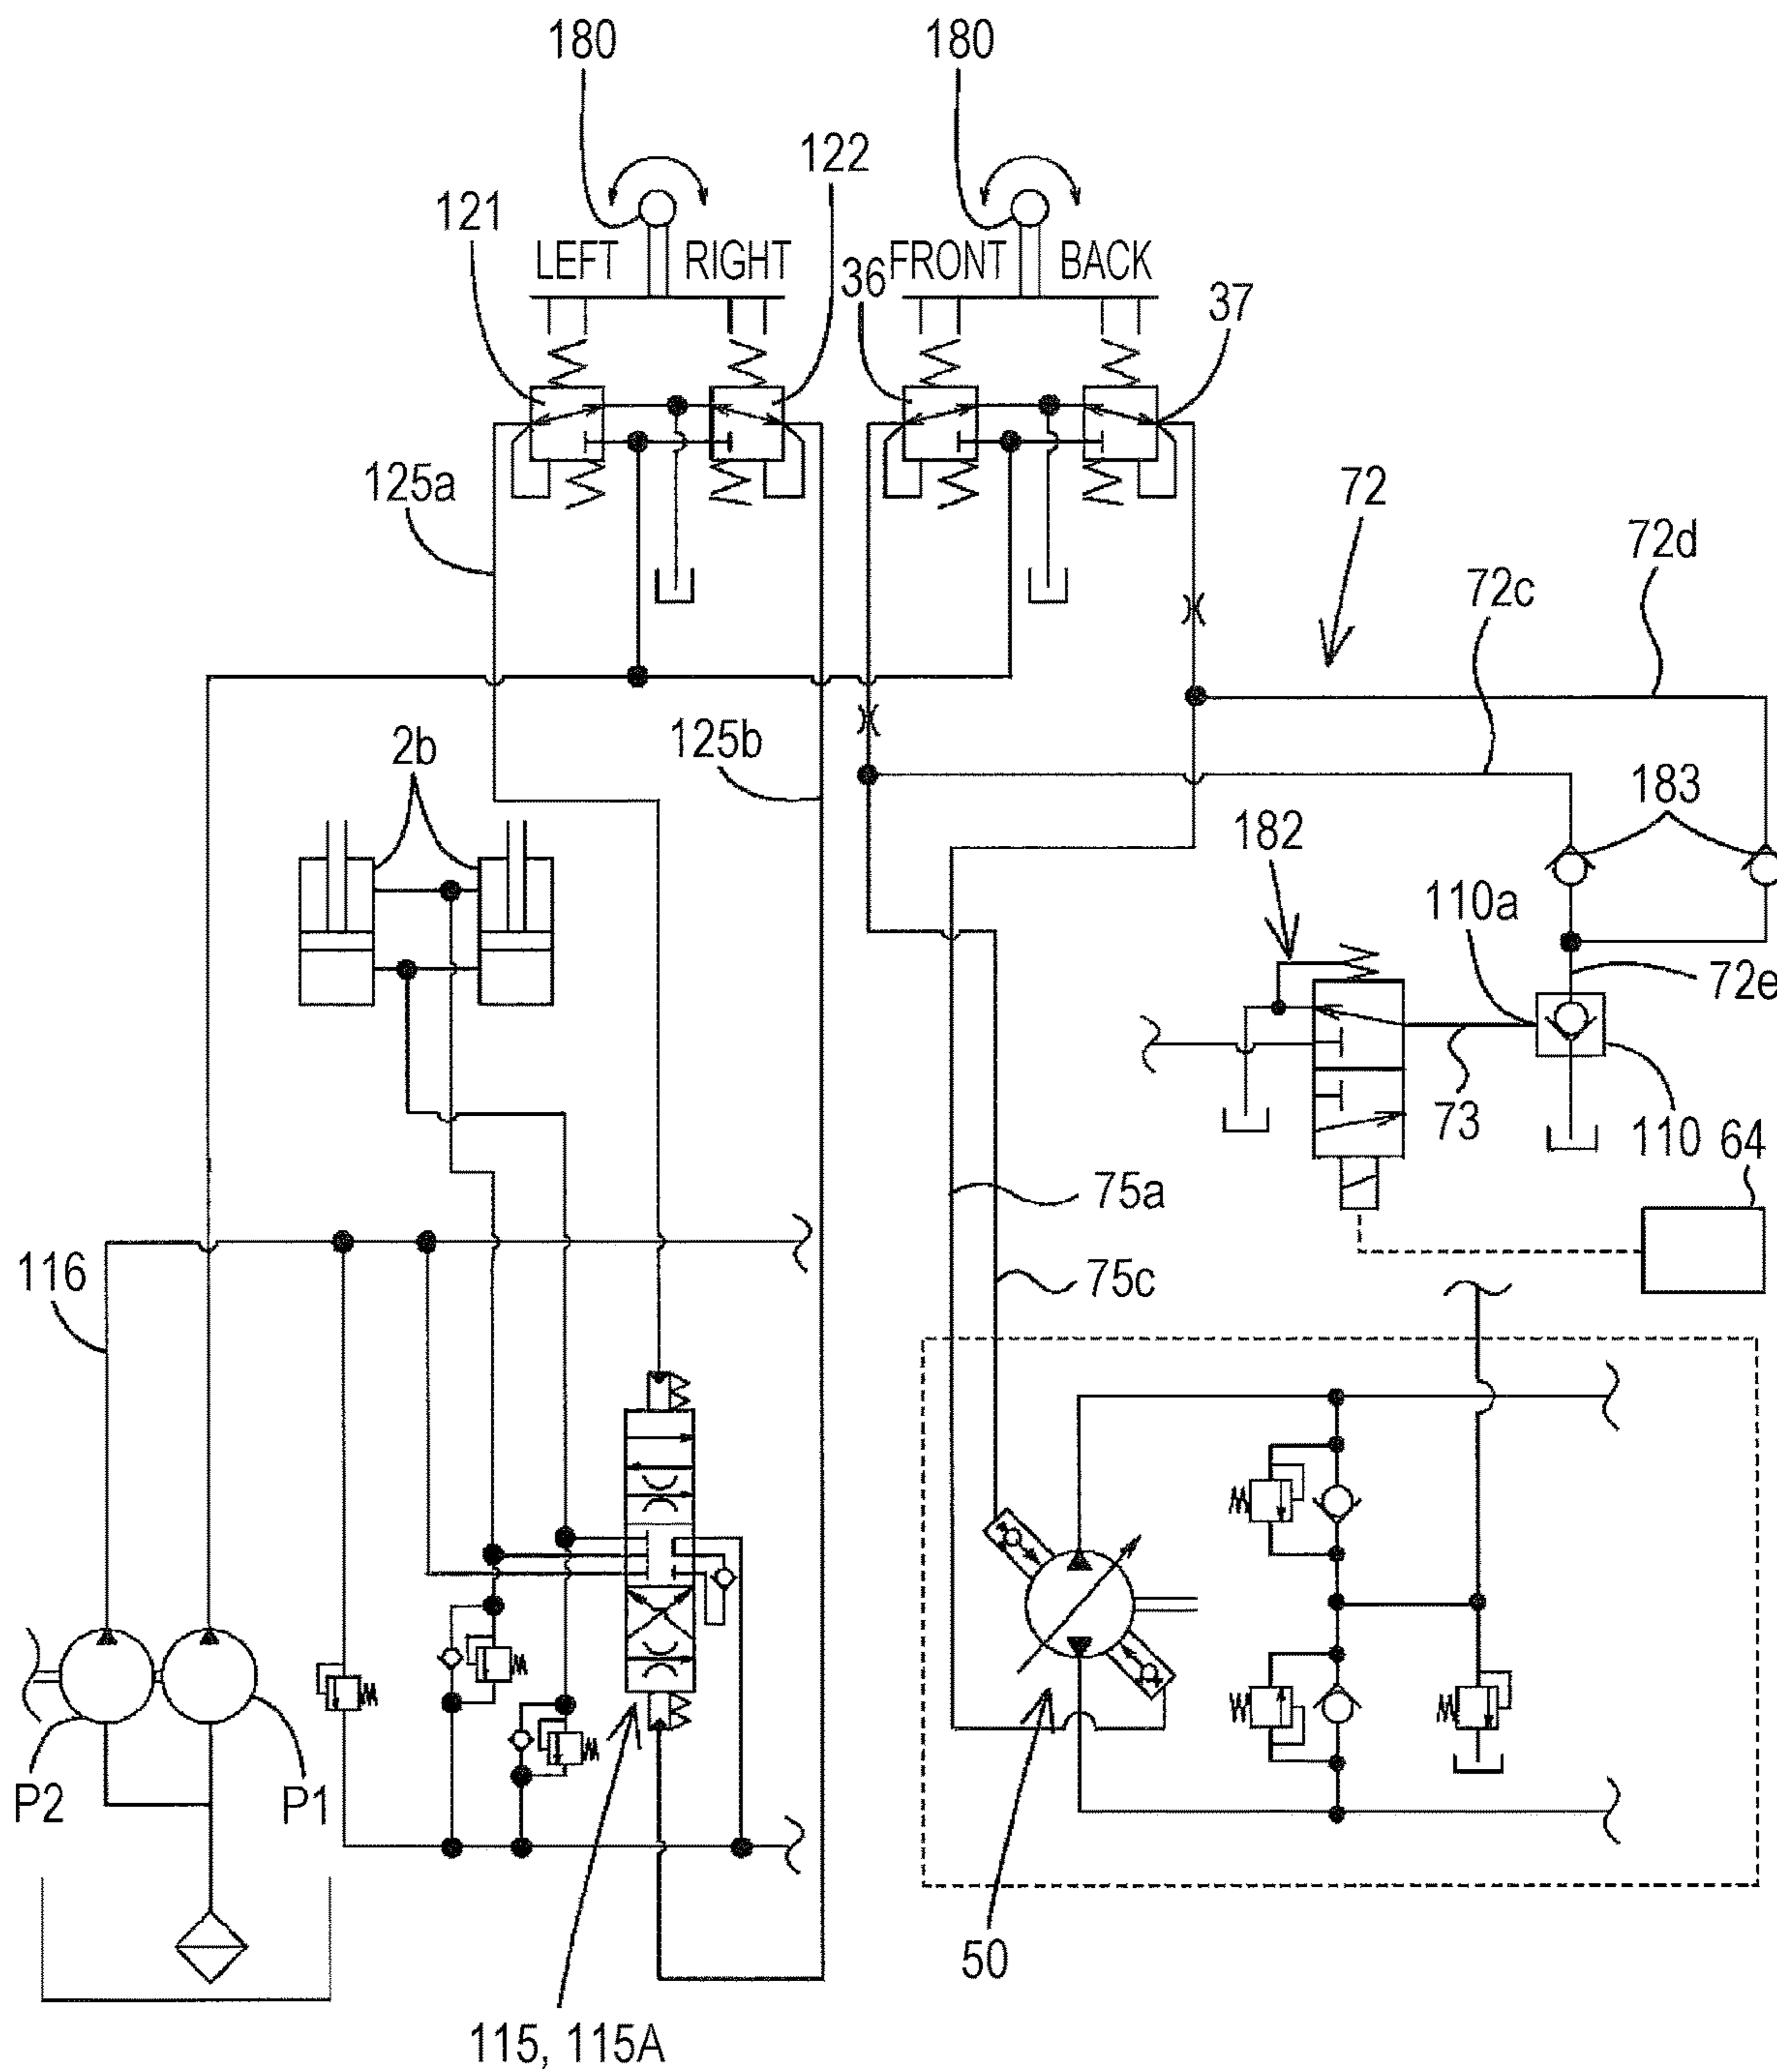 180
180
122
121
LEFT
RIGHT
36
FRONT
BACK
37
125a
72
72d
72c
2b
125b
183
182
110a
72e
73
110
64
75a
116
75c
P2
P1
50
115, 115A